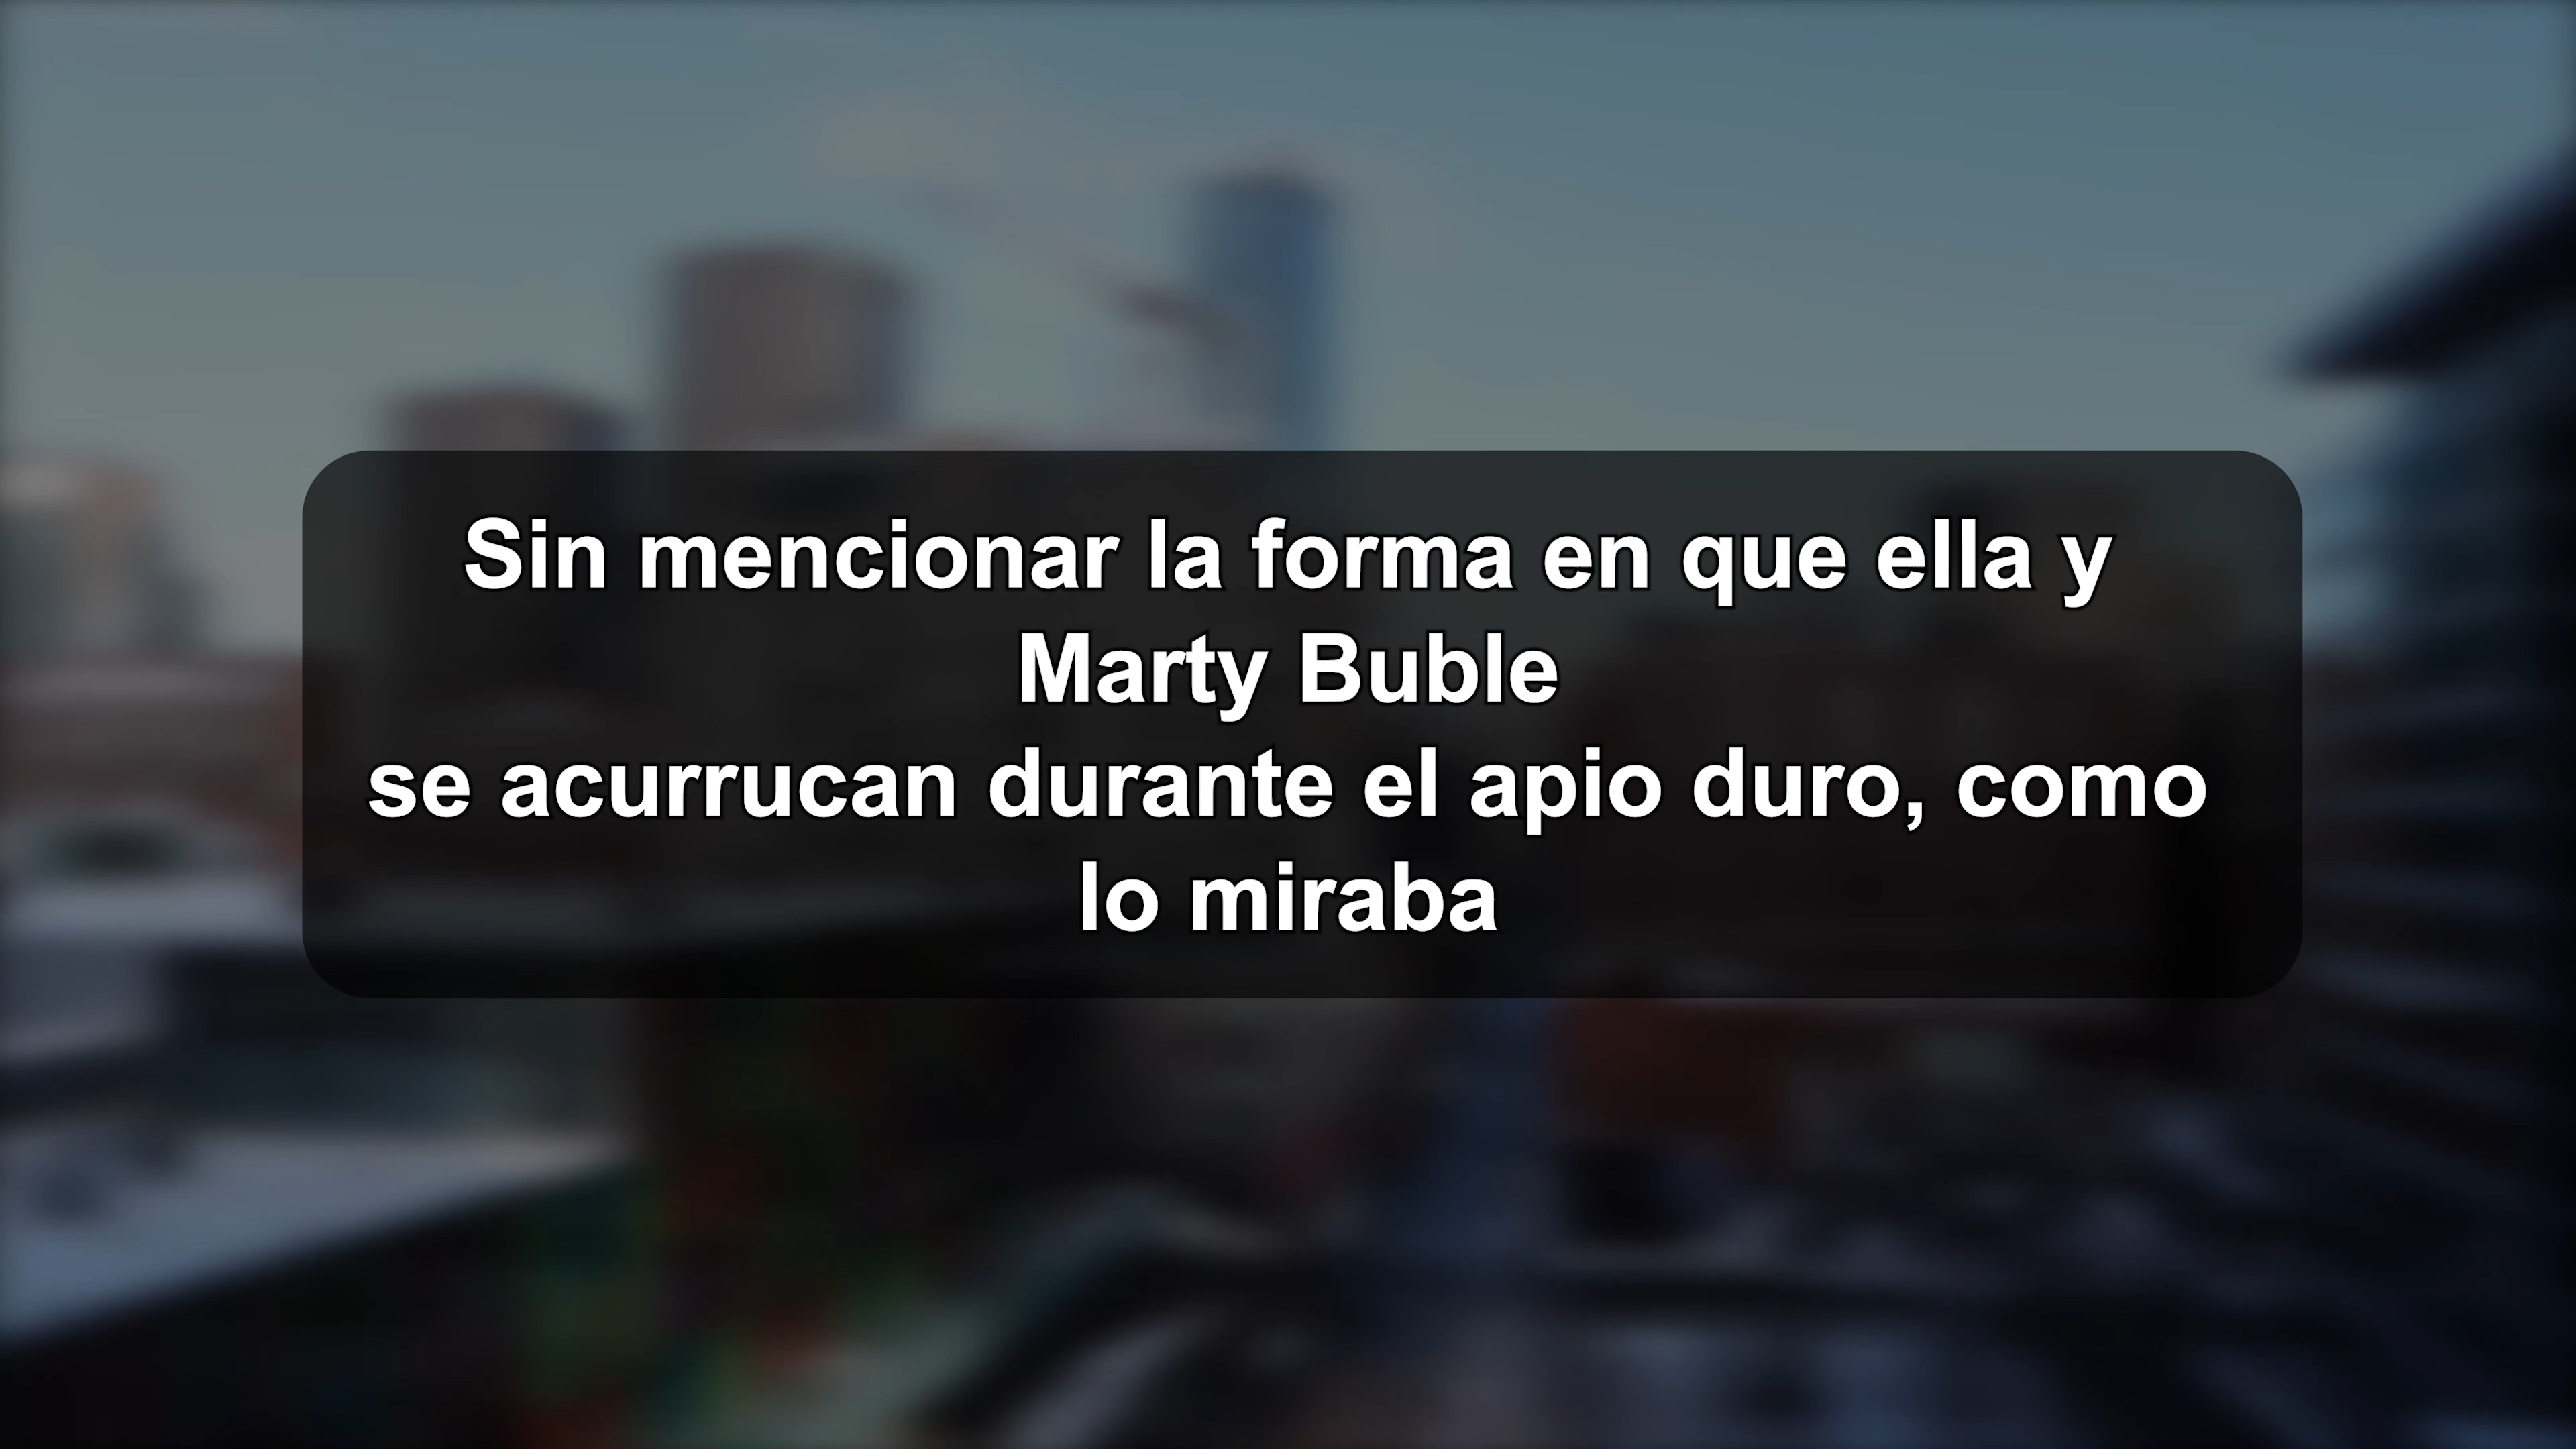 Sin mencionar la forma en que ella y
Marty Buble
se acurrucan durante el apio duro, como
lo miraba